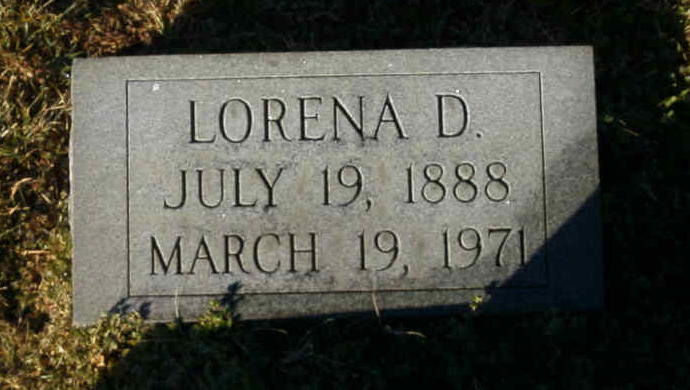 LORENA D.
JULY 19, 1888
MARCH 19, 1971